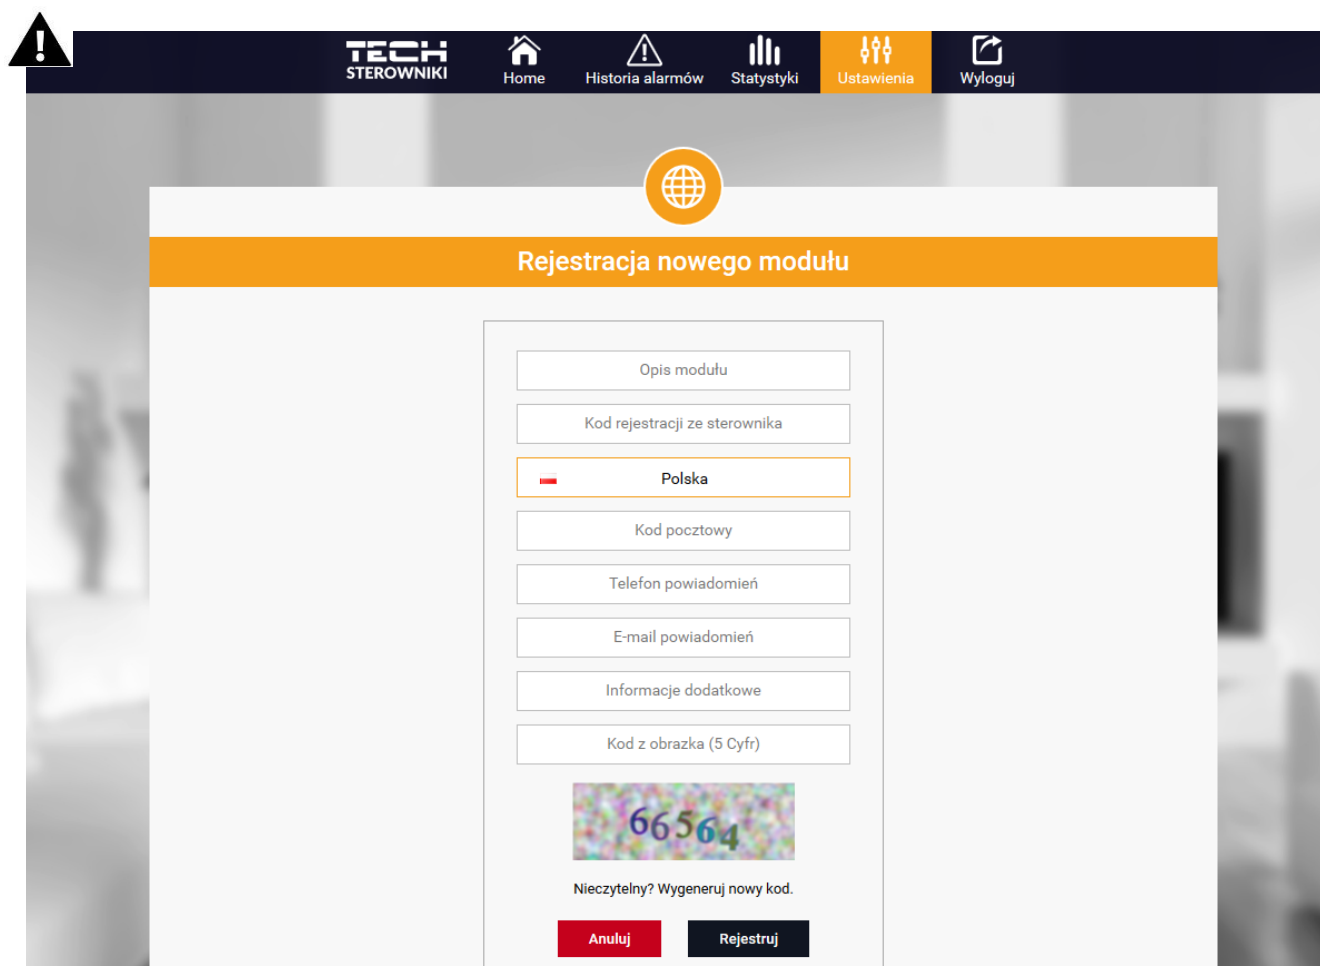 TECH
STEROWNIKI
Home
Historia alarmów
Statystyki
Ustawienia
Wyloguj
Rejestracja nowego modułu
Opis modułu
Kod rejestracji ze sterownika
Polska
Kod pocztowy
Telefon powiadomień
E-mail powiadomień
Informacje dodatkowe
Kod z obrazka (5 Cyfr)
66564
Nieczytelny? Wygeneruj nowy kod.
Anuluj
Rejestruj